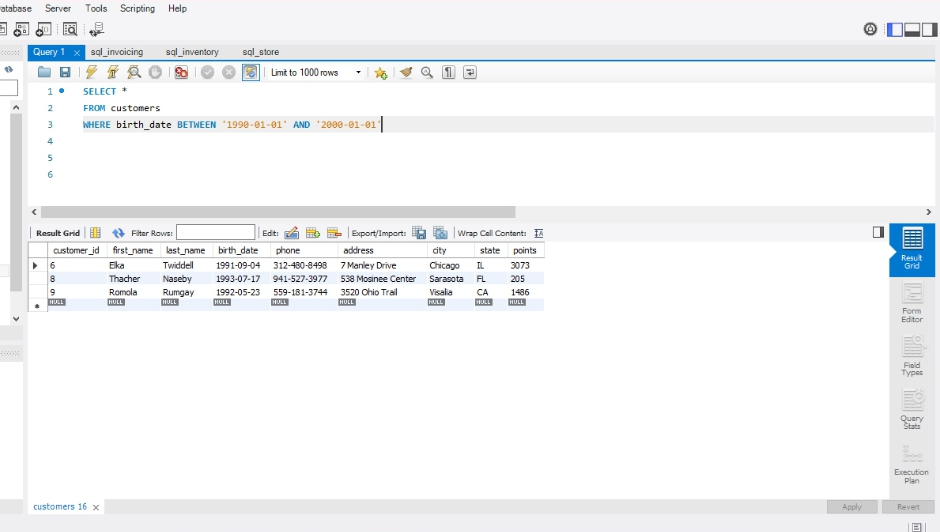 atabase Server Tools Scripting Help
Query 1 sql_invoicing sql_inventory sql_store
Limit to 1000 rows
1 SELECT *
2 FROM customers
3 WHERE birth_date BETWEEN '1990-01-01' AND '2000-01-01'
4
5
6
Result Grid Filter Rows: Edit: Export/Import: Wrap Cell Content:
customer_id first_name last_name birth_date phone address city state points
6 Elka Twiddell 1991-09-04 312-480-8498 7 Manley Drive Chicago IL 3073
8 Thacher Naseby 1993-07-17 941-527-3977 538 Mosinee Center Sarasota FL 205
9 Romola Rumgay 1992-05-23 559-181-3744 3520 Ohio Trail Visalia CA 1486
NULL NULL NULL NULL NULL NULL NULL NULL NULL
Result
Grid
Form
Editor
Field
Types
Query
Stats
Execution
Plan
customers 16 Apply Revert